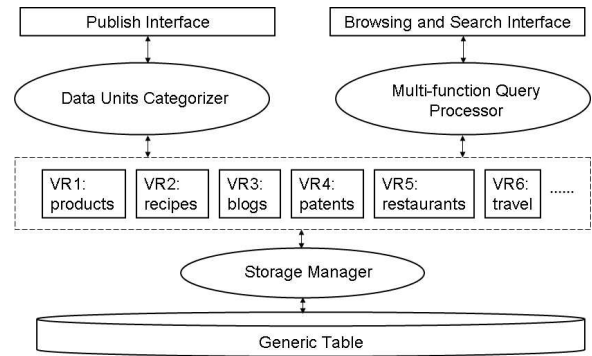 Publish Interface
Browsing and Search Interface
Data Units Categorizer
Multi-function Query
Processor
VR1:
products
VR2:
recipes
VR3:
blogs
VR4:
patents
VR5:
restaurants
VR6:
travel
......
Storage Manager
Generic Table